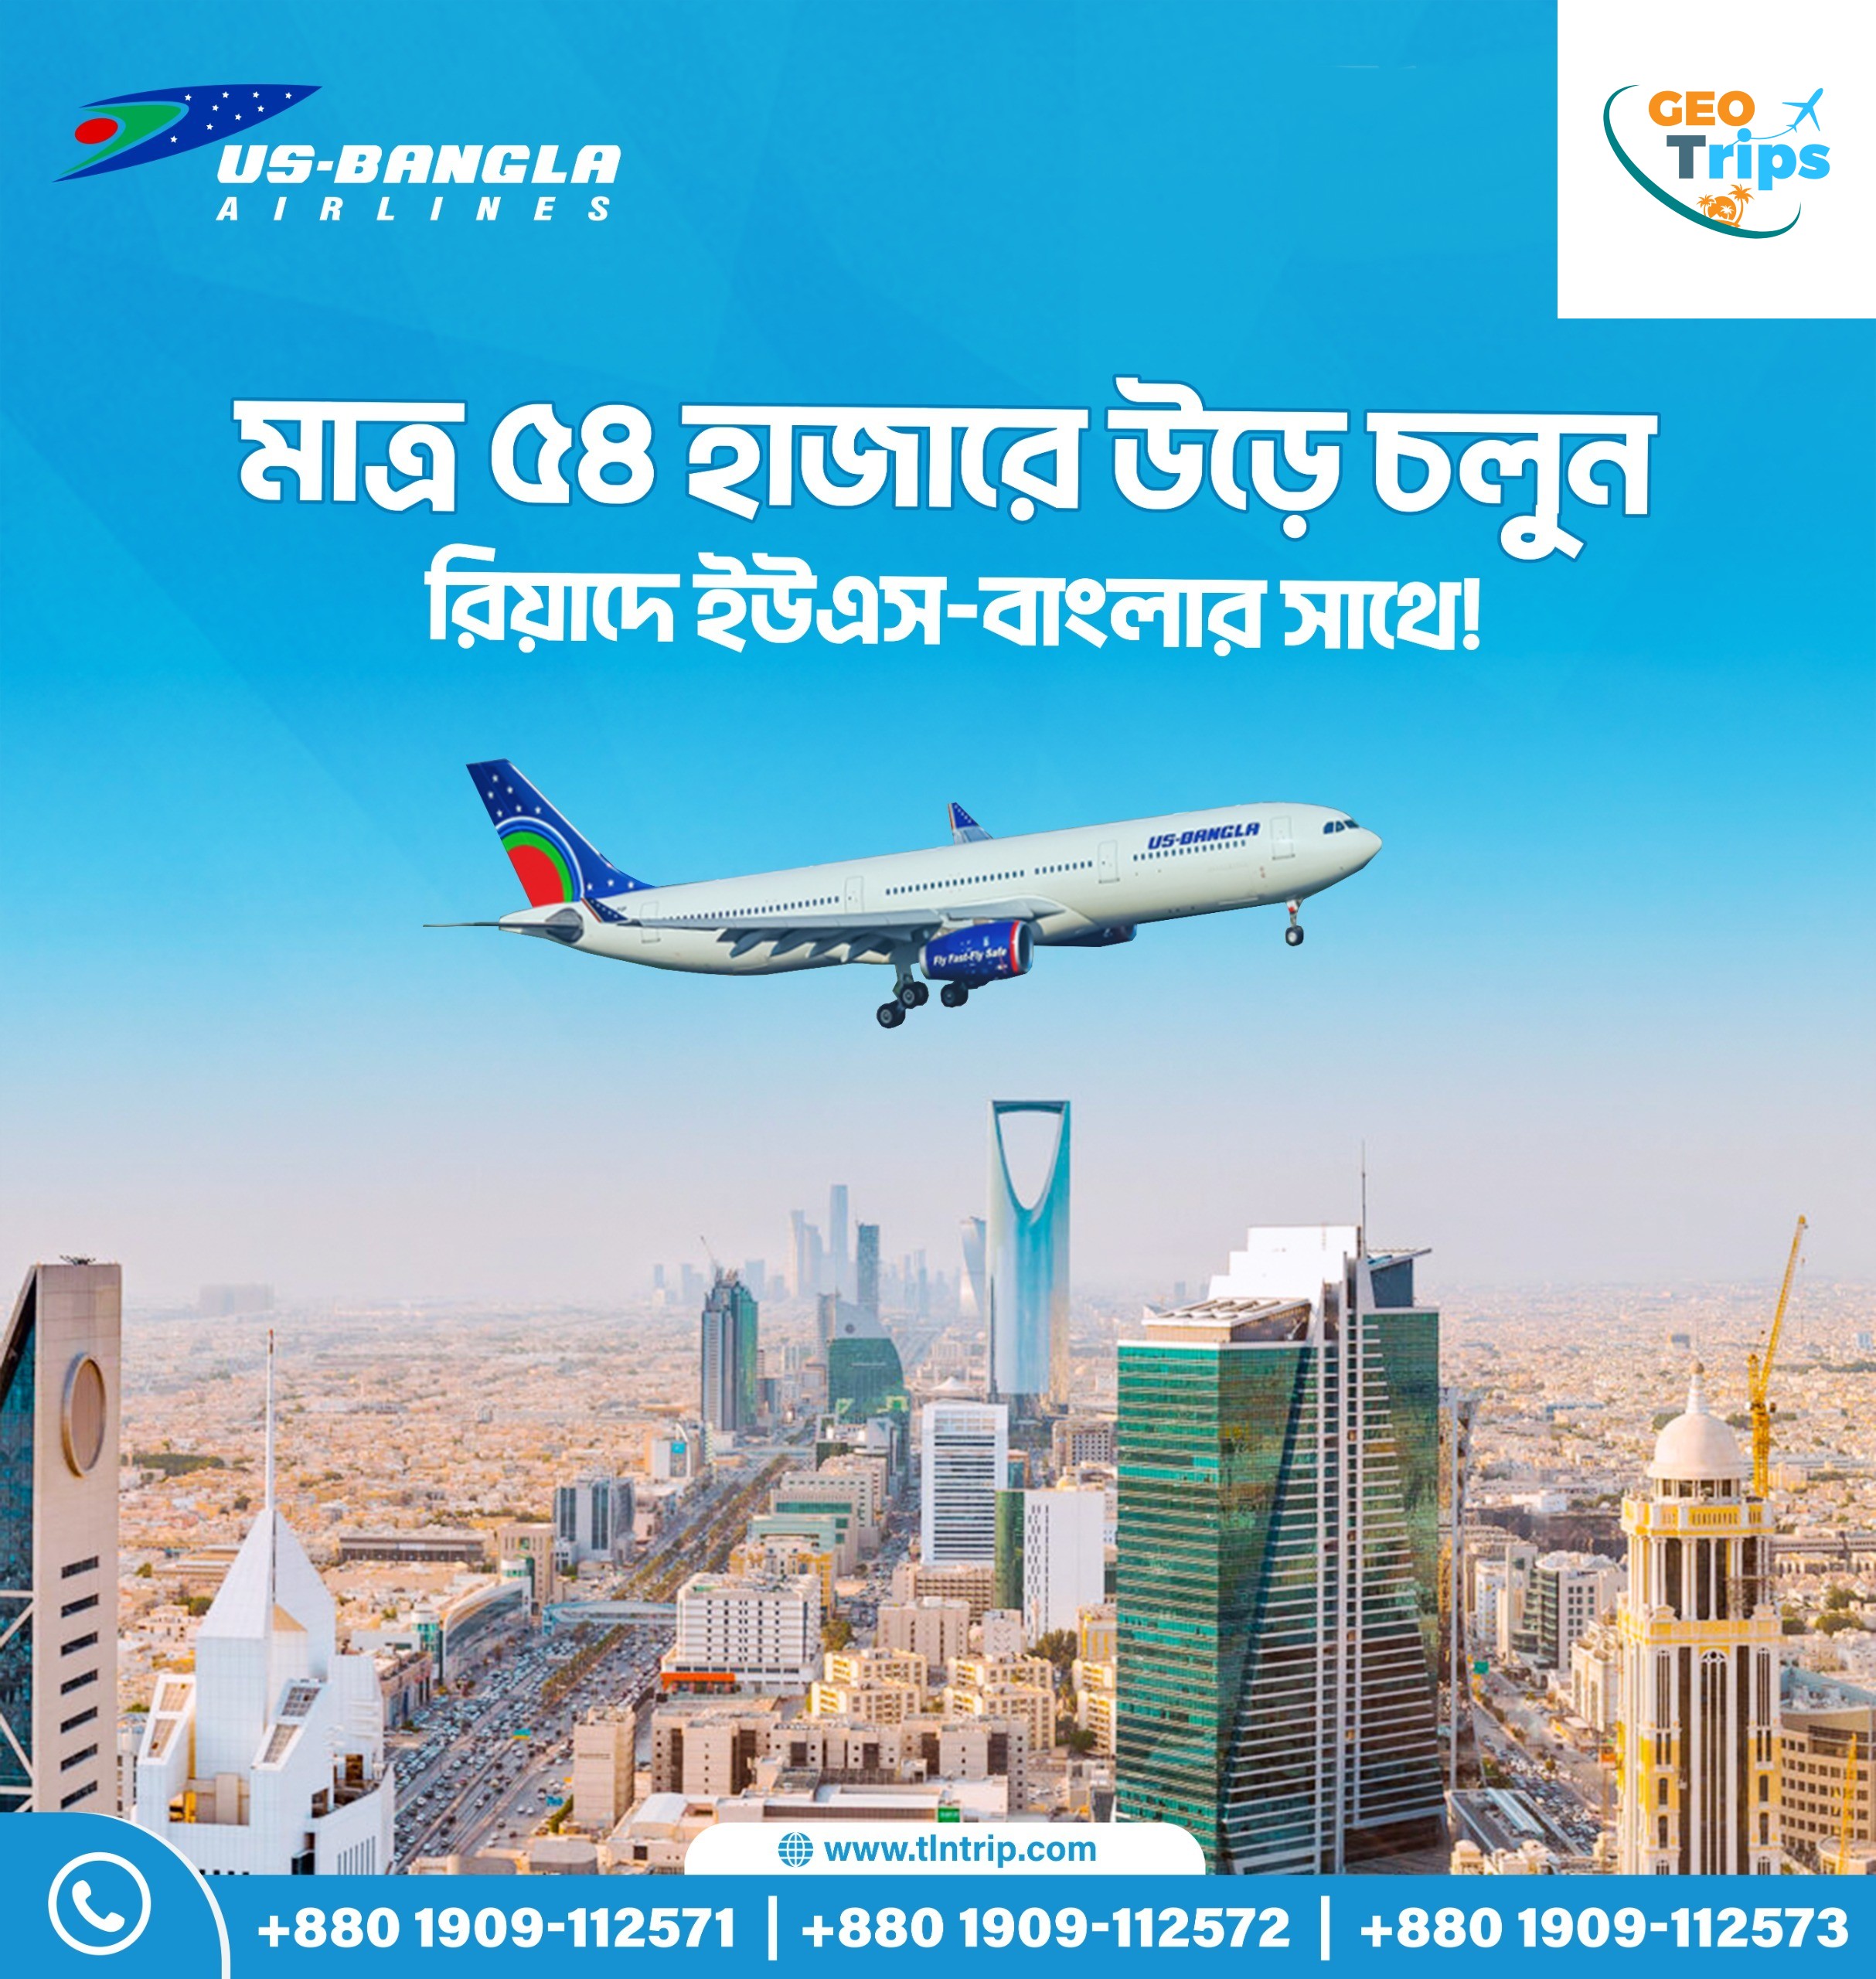 US-BANGLA
AIRLINES
GEO
Trips
মাত্র ৫৪ হাজারে উড়ে চলুন
রিয়াদে ইউএস-বাংলার সাথে!
US-BANGLA
Fly Fast-Fly Safe
www.tlntrip.com
+880 1909-112571 | +880 1909-112572 | +880 1909-112573